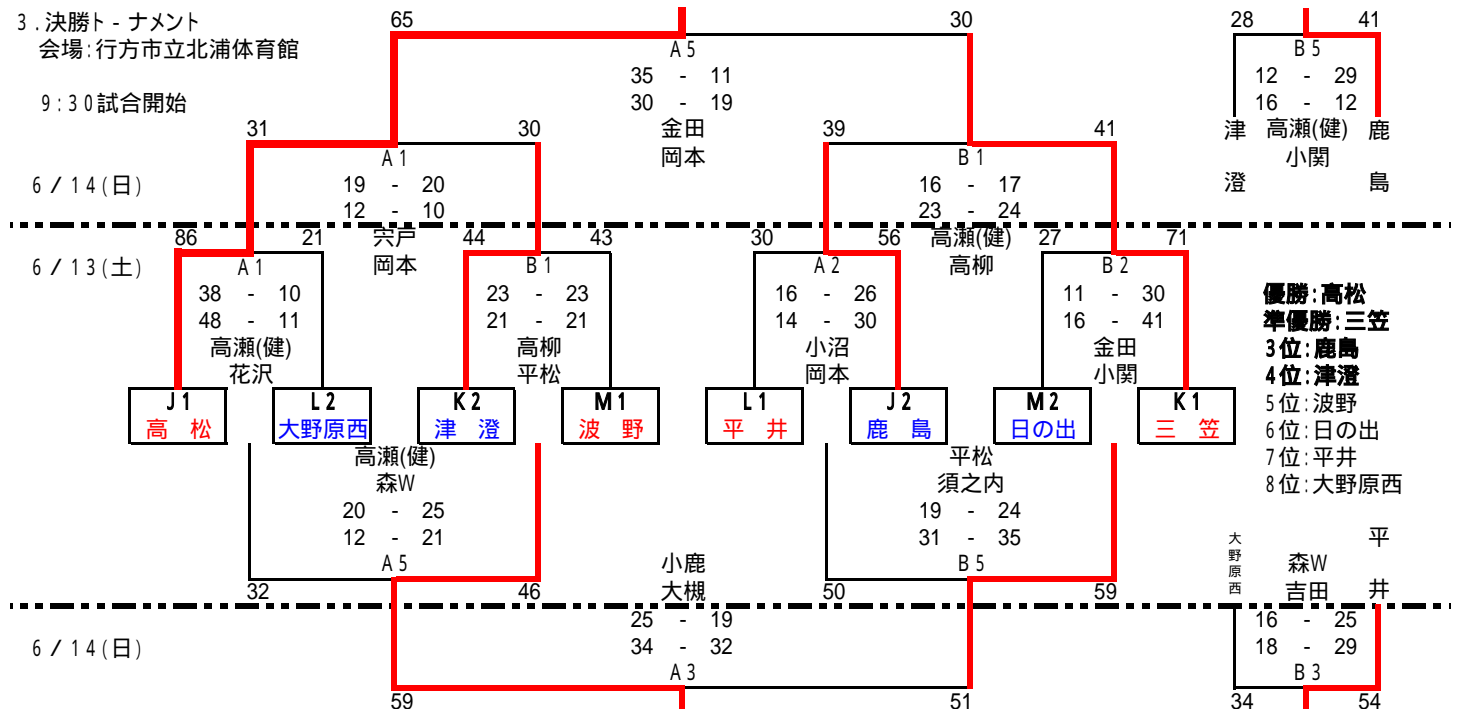 3.決勝ト-ナメント
会場:行方市立北浦体育館
9:30試合開始
65 30
A5
35 - 11
30 - 19
金田
岡本
28 41
B5
12 - 29
16 - 12
高瀬(健)
小関
津澄
鹿島
6/14(日)
31 30
A1
19 - 20
12 - 10
宍戸
岡本
39 41
B1
16 - 17
23 - 24
高瀬(健)
高柳
6/13(土)
86 21
A1
38 - 10
48 - 11
高瀬(健)
花沢
44 43
B1
23 - 23
21 - 21
高柳
平松
30 56
A2
16 - 26
14 - 30
小沼
岡本
27 71
B2
11 - 30
16 - 41
金田
小関
J1 L2 K2 M1 L1 J2 M2 K1
高松 大野原西 津澄 波野 平井 鹿島 日の出 三笠
優勝:高松
準優勝:三笠
3位:鹿島
4位:津澄
5位:波野
6位:日の出
7位:平井
8位:大野原西
高瀬(健)
森W
20 - 25
12 - 21
A5
32 46
平松
須之内
19 - 24
31 - 35
B5
50 59
6/14(日)
小鹿
大槻
25 - 19
34 - 32
A3
59 51
大野原西
平井
森W
吉田
16 - 25
18 - 29
B3
34 54